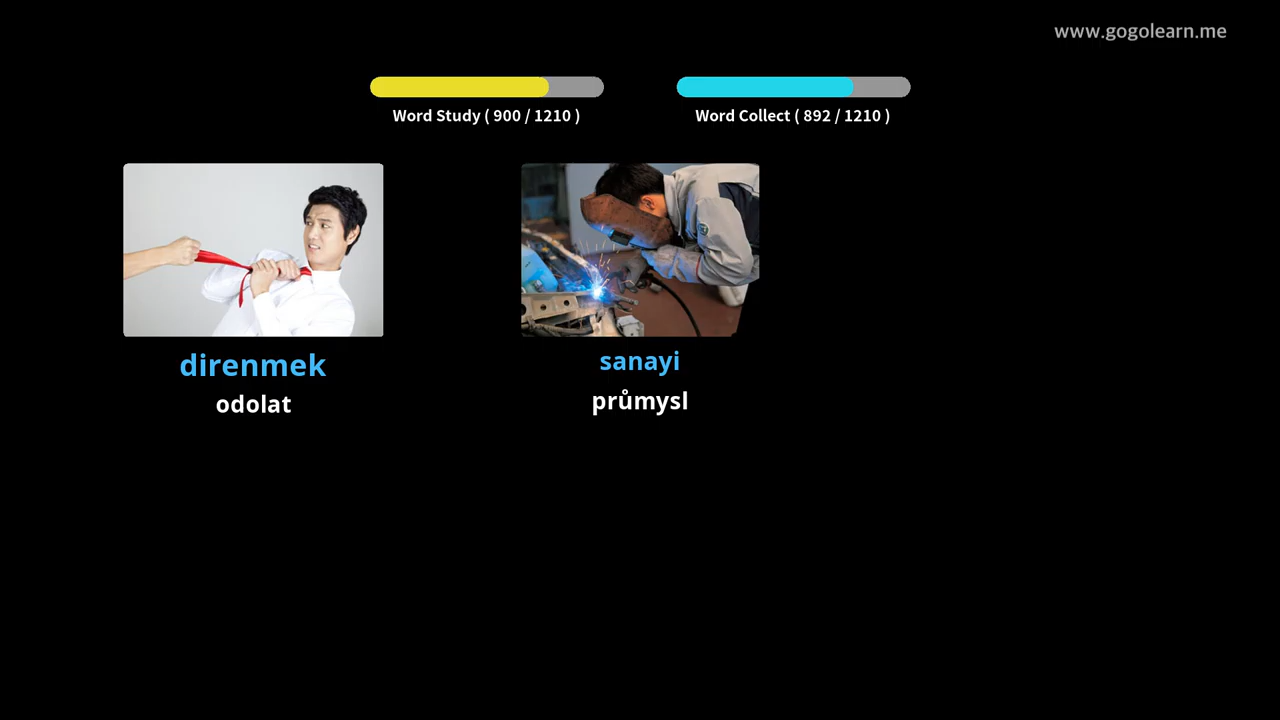 www.gogolearn.me
Word Study ( 900 / 1210 )
Word Collect ( 892 / 1210 )
direnmek
odolat
sanayi
průmysl